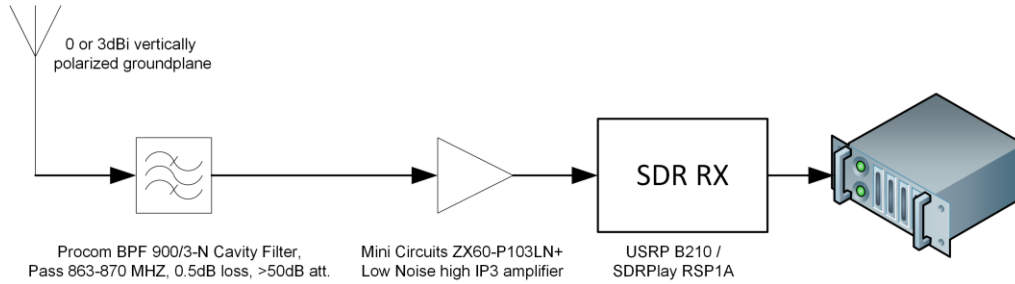 0 or 3dBi vertically
polarized groundplane
SDR RX
Procom BPF 900/3-N Cavity Filter,
Pass 863-870 MHZ, 0.5dB loss, >50dB att.
Mini Circuits ZX60-P103LN+
Low Noise high IP3 amplifier
USRP B210 /
SDRPlay RSP1A